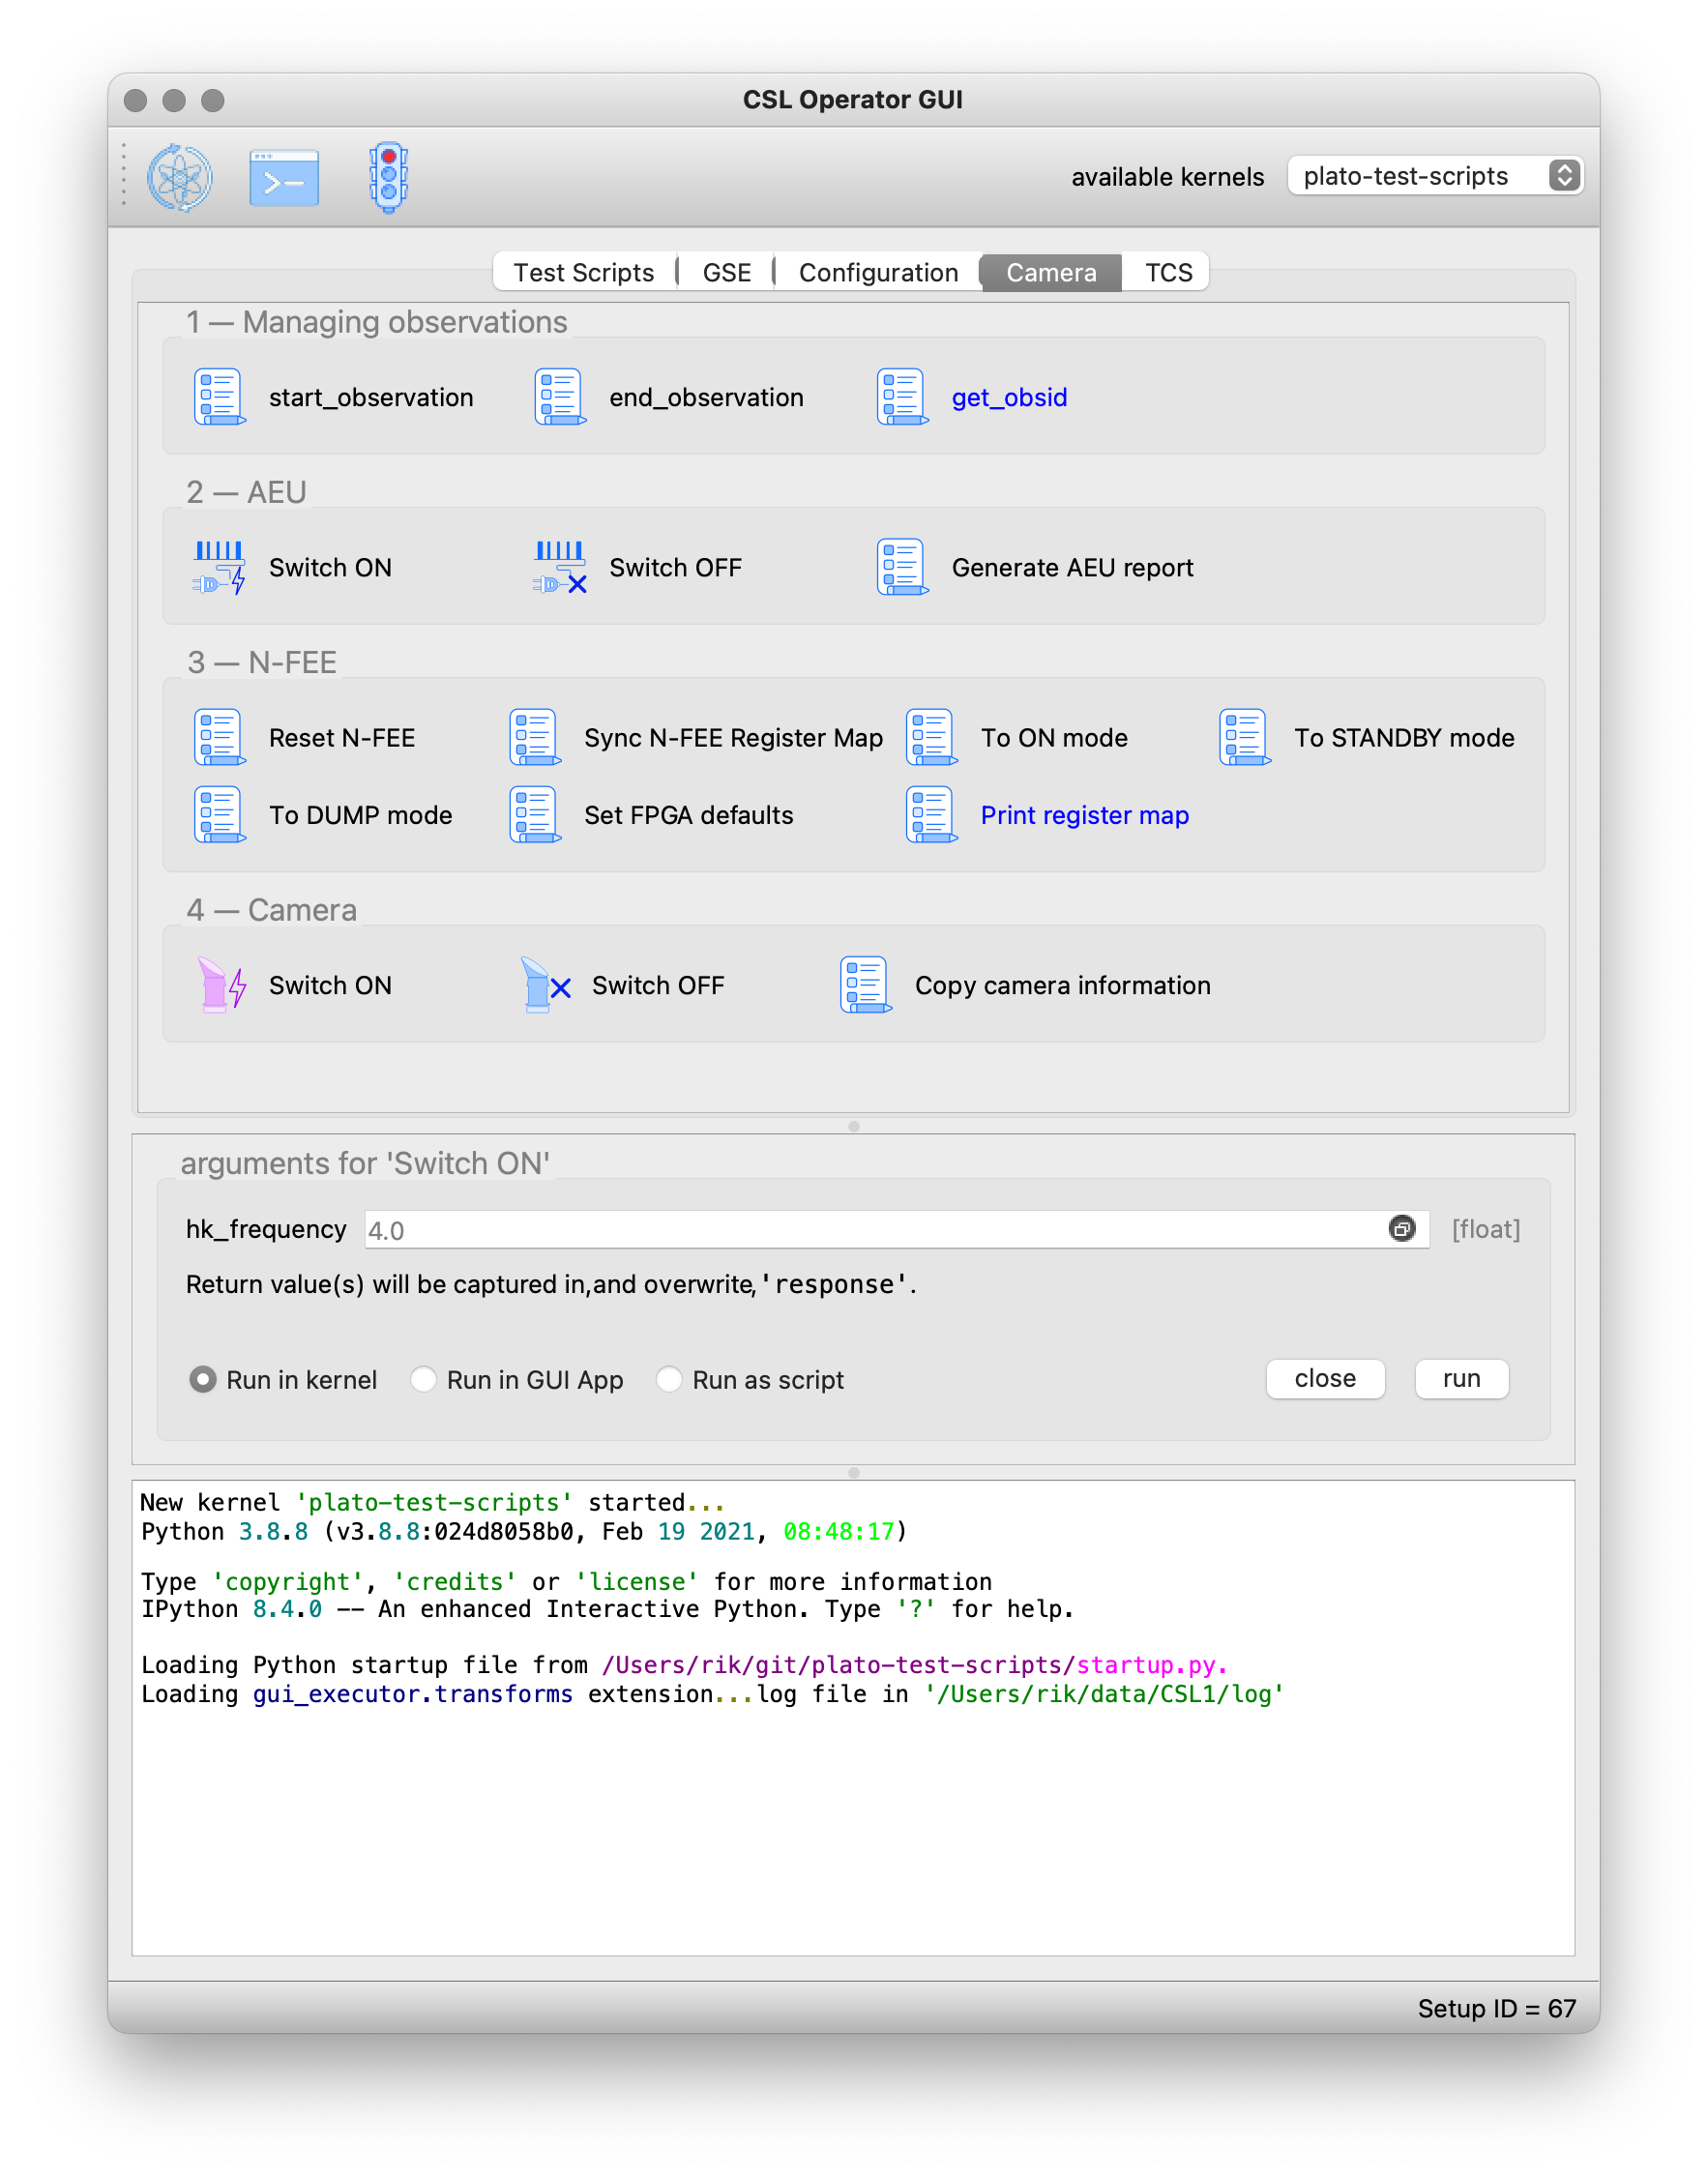 CSL Operator GUI
available kernels plato-test-scripts
Test Scripts GSE Configuration Camera TCS
1 — Managing observations
start_observation end_observation get_obsid
2 — AEU
Switch ON Switch OFF Generate AEU report
3 — N-FEE
Reset N-FEE Sync N-FEE Register Map To ON mode To STANDBY mode
To DUMP mode Set FPGA defaults Print register map
4 — Camera
Switch ON Switch OFF Copy camera information
arguments for 'Switch ON'
hk_frequency 4.0 [float]
Return value(s) will be captured in,and overwrite,'response'.
Run in kernel Run in GUI App Run as script close run
New kernel 'plato-test-scripts' started...
Python 3.8.8 (v3.8.8:024d8058b0, Feb 19 2021, 08:48:17)
Type 'copyright', 'credits' or 'license' for more information
IPython 8.4.0 -- An enhanced Interactive Python. Type '?' for help.
Loading Python startup file from /Users/rik/git/plato-test-scripts/startup.py.
Loading gui_executor.transforms extension...log file in '/Users/rik/data/CSL1/log'
Setup ID = 67